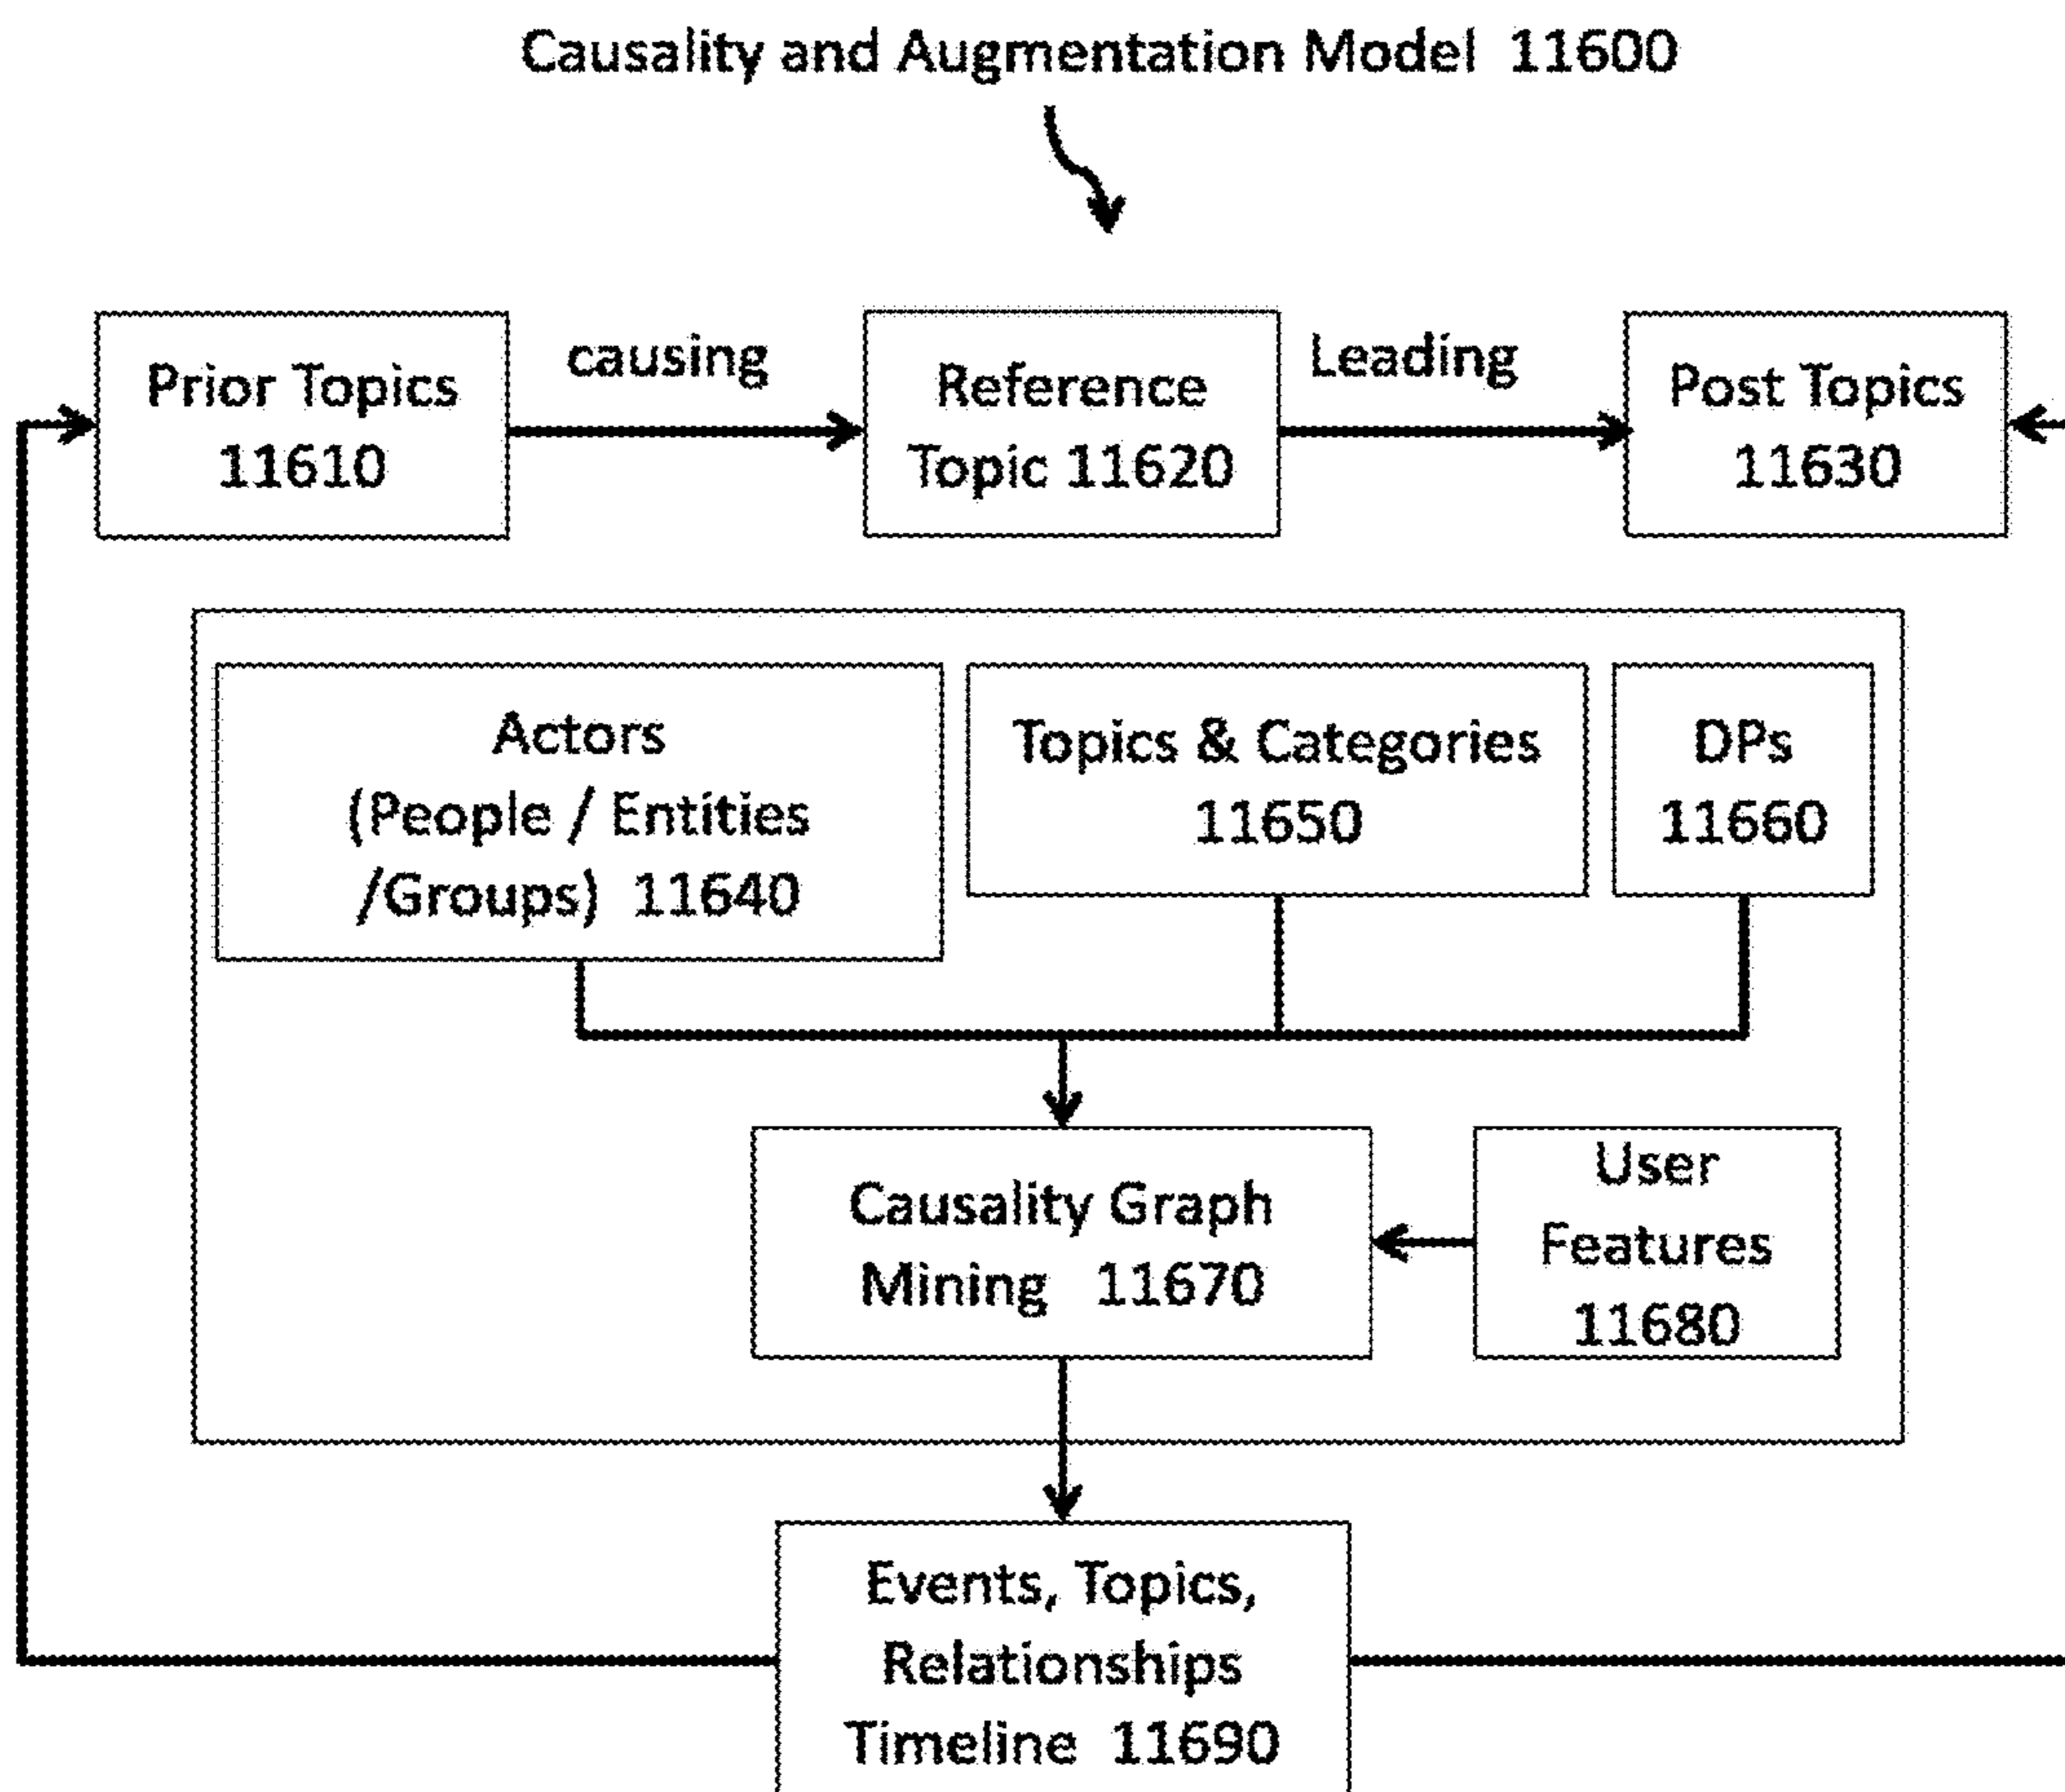 Causality and Augmentation Model 11600
Prior Topics
11610
causing
Reference
Topic 11620
Leading
Post Topics
11630
Actors
(People / Entities
/Groups) 11640
Topics & Categories
11650
DPs
11660
Causality Graph
Mining 11670
User
Features
11680
Events, Topics,
Relationships
Timeline 11690